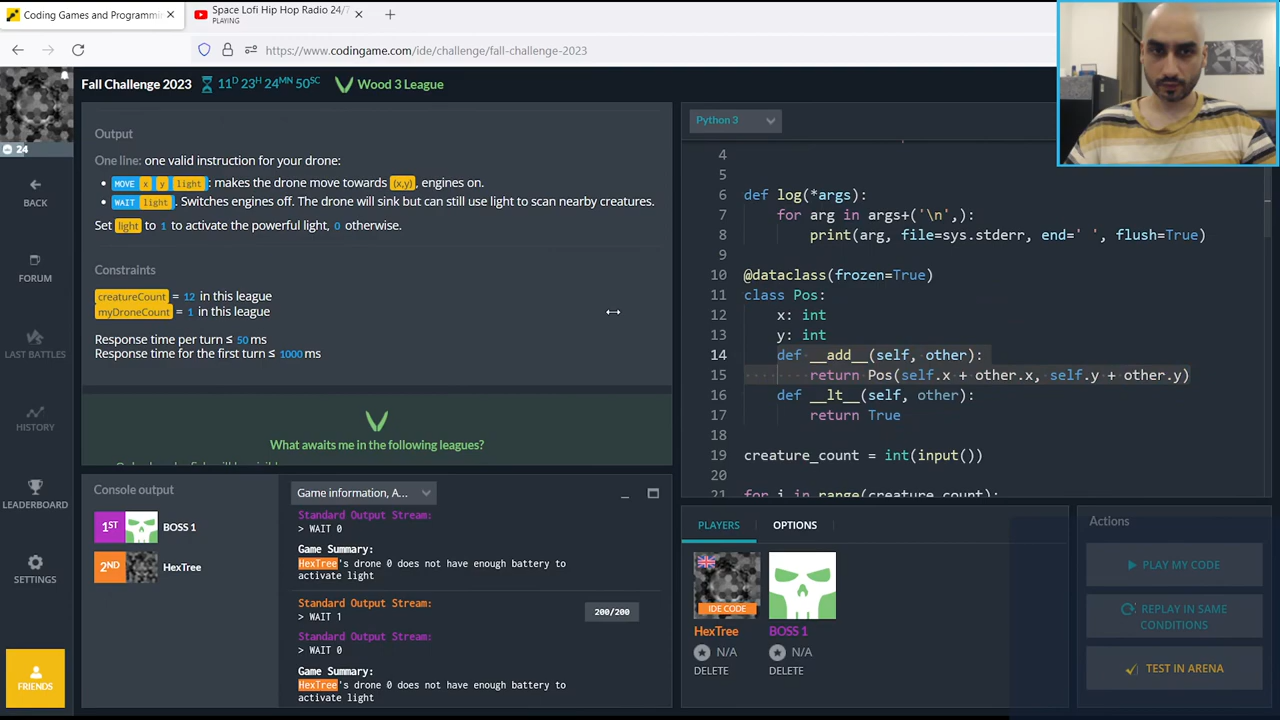 Coding Games and Programmin
Space Lofi Hip Hop Radio 24/7
PLAYING
https://www.codingame.com/ide/challenge/fall-challenge-2023
24
BACK
FORUM
LAST BATTLES
HISTORY
LEADERBOARD
SETTINGS
FRIENDS
Fall Challenge 2023
11D 23H 24MN 50SC
Wood 3 League
Output
One line: one valid instruction for your drone:
• MOVE x y light : makes the drone move towards (x,y), engines on.
• WAIT light . Switches engines off. The drone will sink but can still use light to scan nearby creatures.
Set light to 1 to activate the powerful light, 0 otherwise.
Constraints
creatureCount = 12 in this league
myDroneCount = 1 in this league
Response time per turn ≤ 50 ms
Response time for the first turn ≤ 1000 ms
What awaits me in the following leagues?
Console output
1ST BOSS 1
2ND HexTree
Game information, A...
Standard Output Stream:
> WAIT 0
Game Summary:
HexTree's drone 0 does not have enough battery to
activate light
Standard Output Stream:
200/200
> WAIT 1
Standard Output Stream:
> WAIT 0
Game Summary:
HexTree's drone 0 does not have enough battery to
activate light
Python 3
4
5
6 def log(*args):
7 for arg in args+('\n',):
8 print(arg, file=sys.stderr, end=' ', flush=True)
9
10 @dataclass(frozen=True)
11 class Pos:
12 x: int
13 y: int
14 def __add__(self, other):
15 return Pos(self.x + other.x, self.y + other.y)
16 def __lt__(self, other):
17 return True
18
19 creature_count = int(input())
20
21 for i in range(creature_count):
PLAYERS
OPTIONS
IDE CODE
HexTree
N/A
DELETE
BOSS 1
N/A
DELETE
Actions
PLAY MY CODE
REPLAY IN SAME
CONDITIONS
TEST IN ARENA